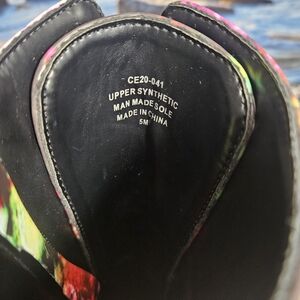 CE20-041
UPPER SYNTHETIC
MAN MADE SOLE
MADE IN CHINA
5M